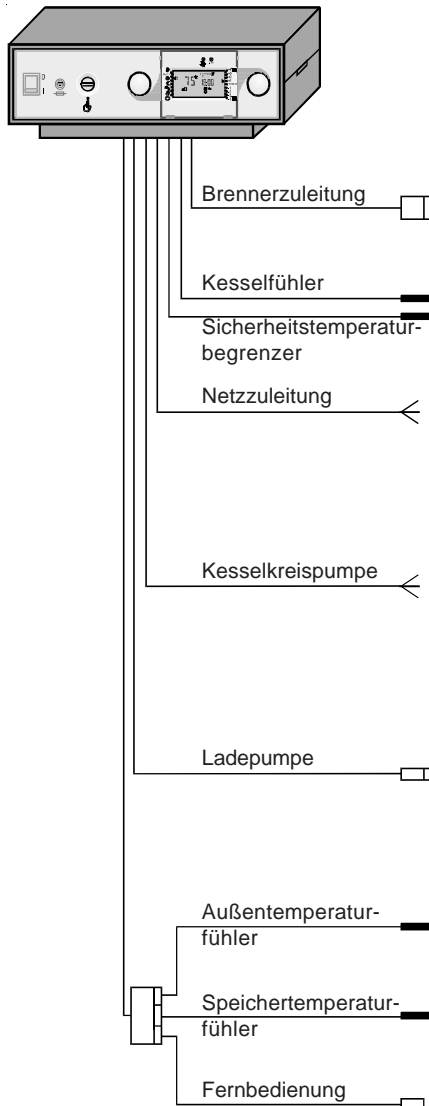 Brennerzuleitung
Kesselfühler
Sicherheitstemperatur-
begrenzer
Netzzuleitung
Kesselkreispumpe
Ladepumpe
Außentemperatur-
fühler
Speichertemperatur-
fühler
Fernbedienung